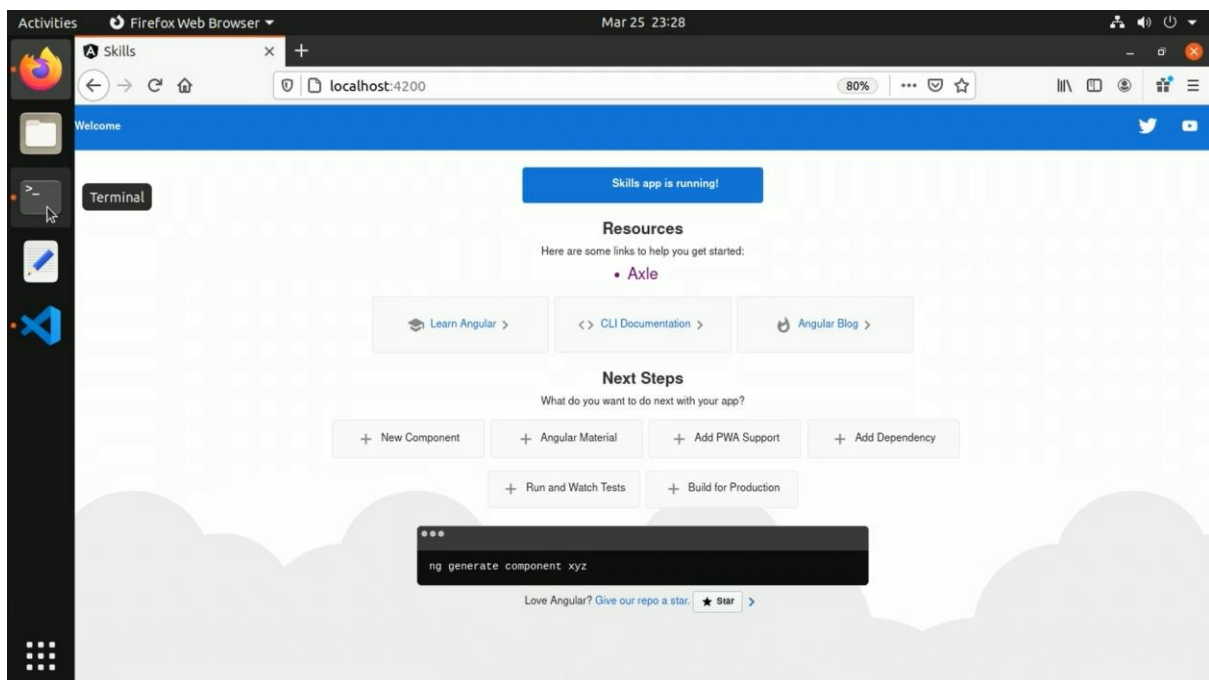 Activities Firefox Web Browser Mar 25 23:28
Skills
localhost:4200 80%
Welcome
Terminal
Skills app is running!
Resources
Here are some links to help you get started:
• Axle
Learn Angular CLI Documentation Angular Blog
Next Steps
What do you want to do next with your app?
+ New Component + Angular Material + Add PWA Support + Add Dependency
+ Run and Watch Tests + Build for Production
ng generate component xyz
Love Angular? Give our repo a star. Star